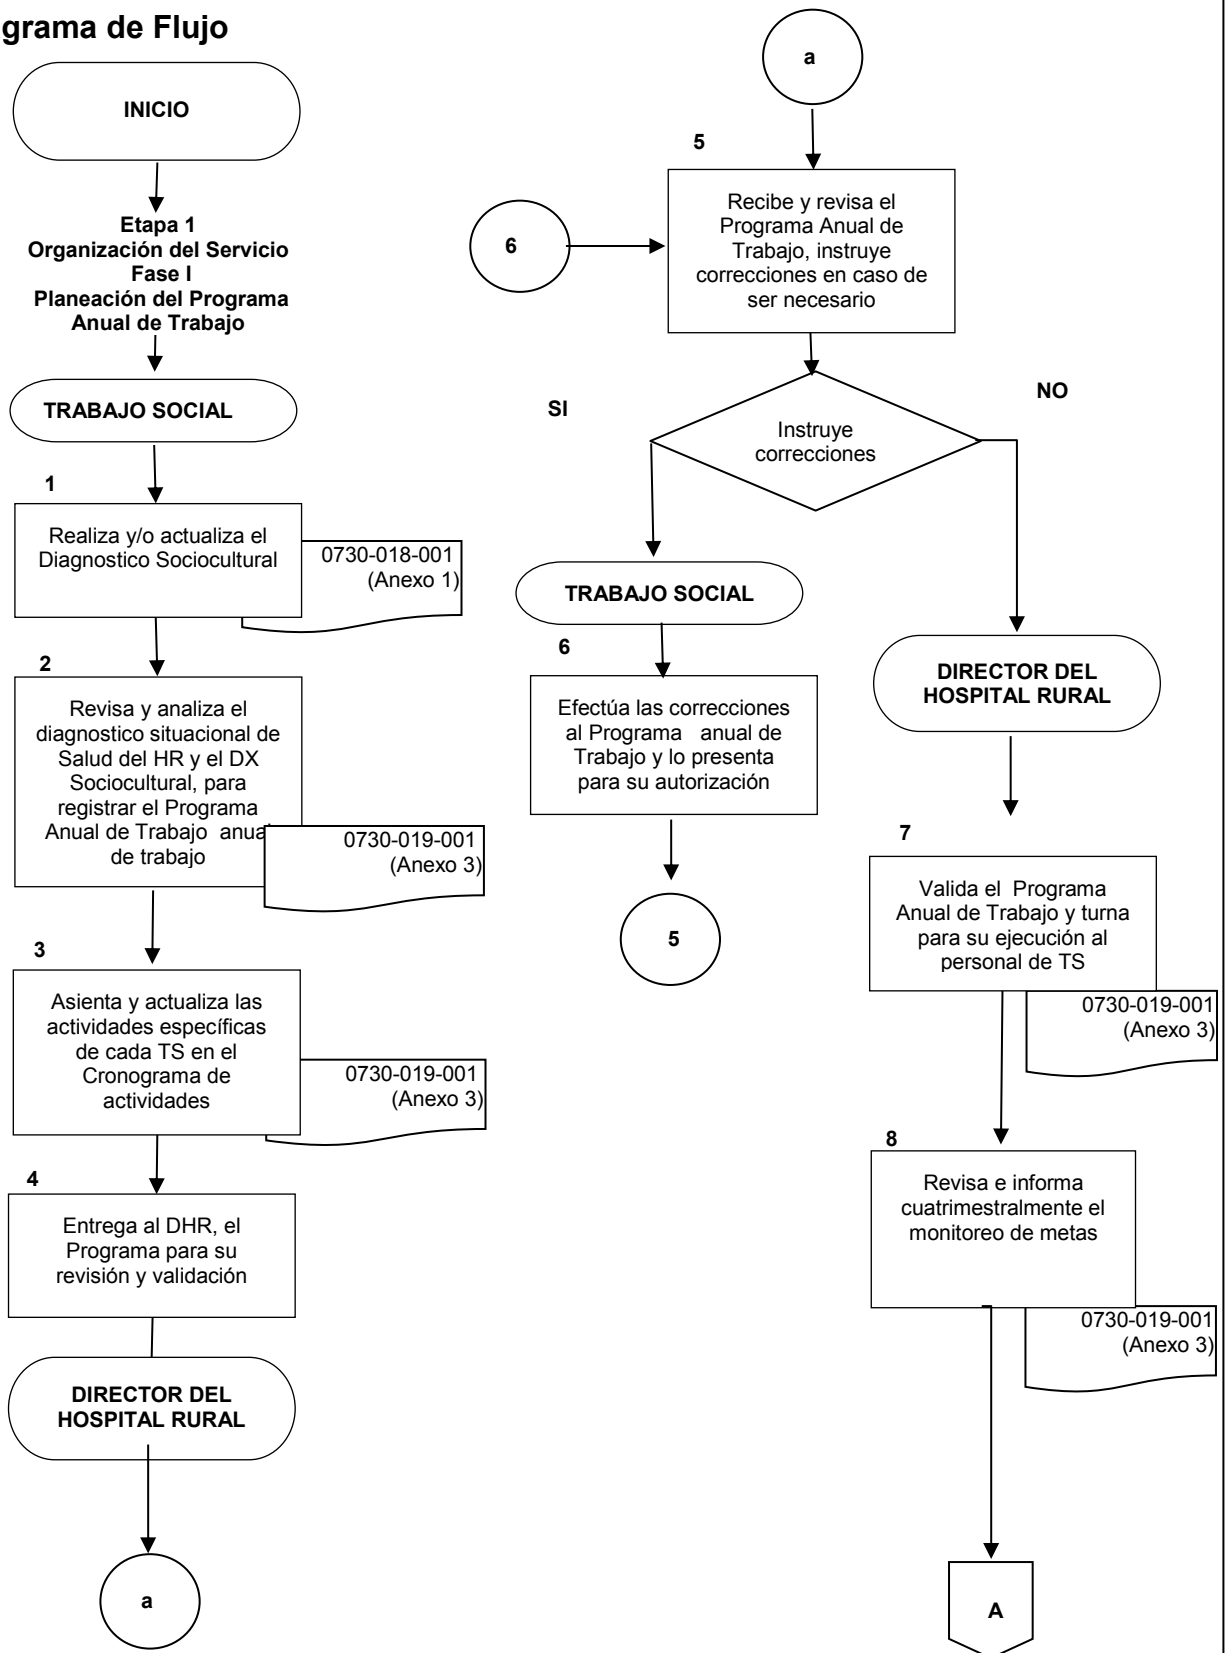 grama de Flujo
INICIO
Etapa 1
Organización del Servicio
Fase I
Planeación del Programa
Anual de Trabajo
TRABAJO SOCIAL
1
Realiza y/o actualiza el
Diagnostico Sociocultural
0730-018-001
(Anexo 1)
2
Revisa y analiza el
diagnostico situacional de
Salud del HR y el DX
Sociocultural, para
registrar el Programa
Anual de Trabajo anual
de trabajo
0730-019-001
(Anexo 3)
3
Asienta y actualiza las
actividades específicas
de cada TS en el
Cronograma de
actividades
0730-019-001
(Anexo 3)
4
Entrega al DHR, el
Programa para su
revisión y validación
DIRECTOR DEL
HOSPITAL RURAL
a
a
5
Recibe y revisa el
Programa Anual de
Trabajo, instruye
correcciones en caso de
ser necesario
6
Instruye
correcciones
SI
NO
TRABAJO SOCIAL
6
Efectúa las correcciones
al Programa anual de
Trabajo y lo presenta
para su autorización
5
DIRECTOR DEL
HOSPITAL RURAL
7
Valida el Programa
Anual de Trabajo y turna
para su ejecución al
personal de TS
0730-019-001
(Anexo 3)
8
Revisa e informa
cuatrimestralmente el
monitoreo de metas
0730-019-001
(Anexo 3)
A